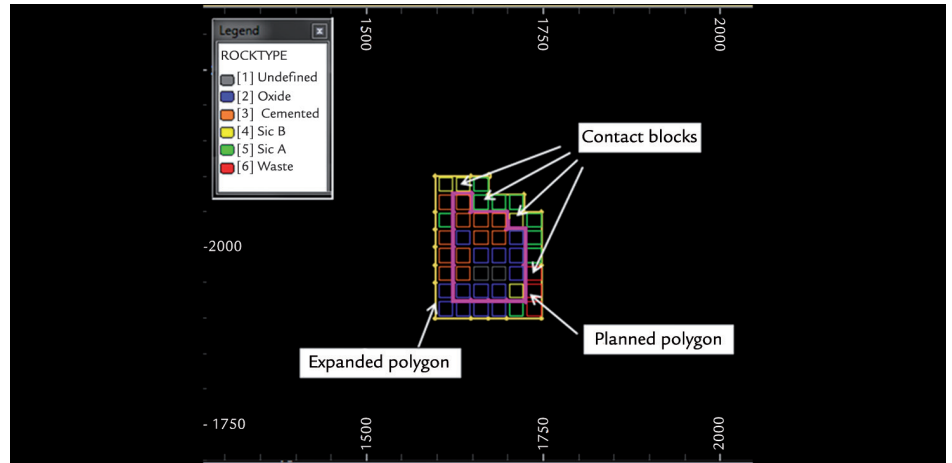 Legend
ROCKTYPE
[1] Undefined
[2] Oxide
[3] Cemented
[4] Sic B
[5] Sic A
[6] Waste
1500
1750
2000
Contact blocks
-2000
Planned polygon
Expanded polygon
- 1750
1500
1750
2000